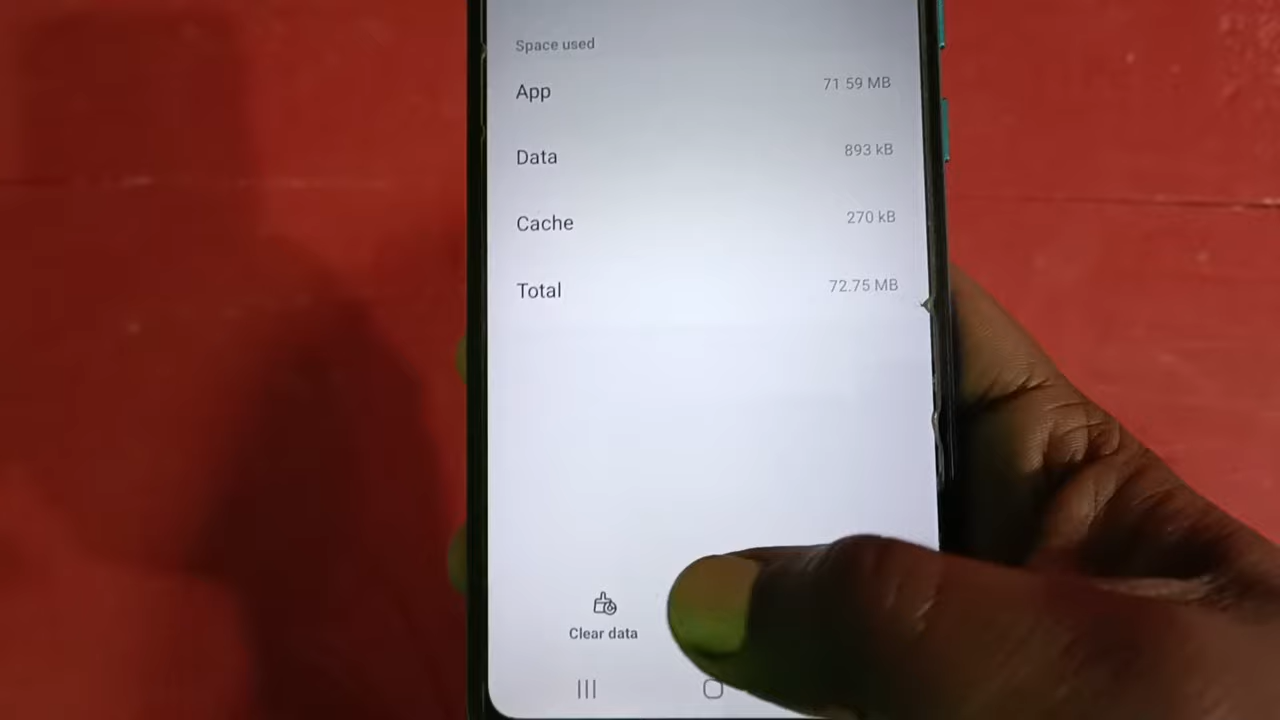 Space used
App 71 59 MB
Data 893 kB
Cache 270 kB
Total 72.75 MB
Clear data